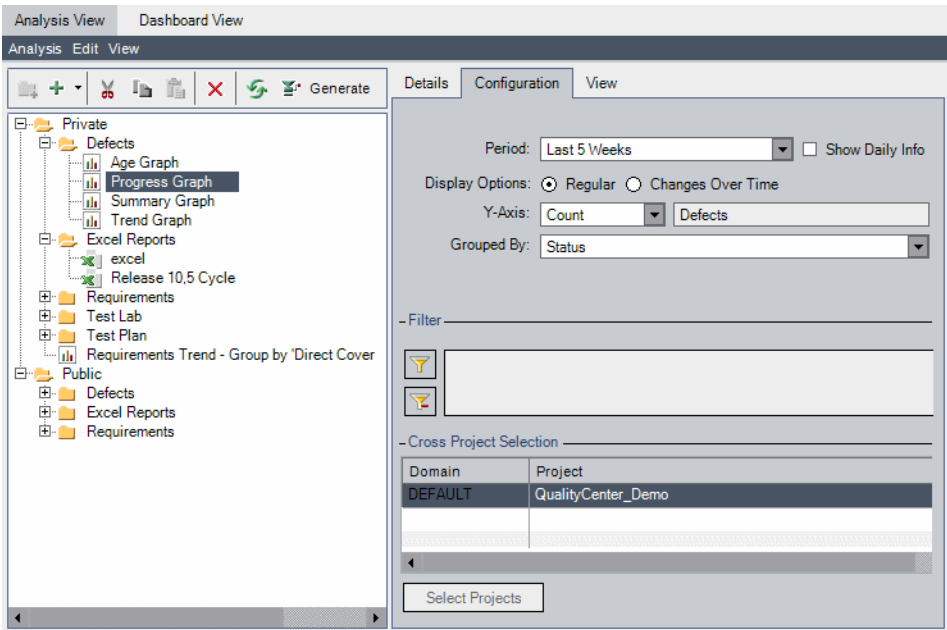 Analysis View Dashboard View
Analysis Edit View
Generate
Private
Defects
Age Graph
Progress Graph
Summary Graph
Trend Graph
Excel Reports
excel
Release 10,5 Cycle
Requirements
Test Lab
Test Plan
Requirements Trend - Group by 'Direct Cover
Public
Defects
Excel Reports
Requirements
Details Configuration View
Period: Last 5 Weeks Show Daily Info
Display Options: Regular Changes Over Time
Y-Axis: Count Defects
Grouped By: Status
Filter
Cross Project Selection
Domain Project
DEFAULT QualityCenter_Demo
Select Projects